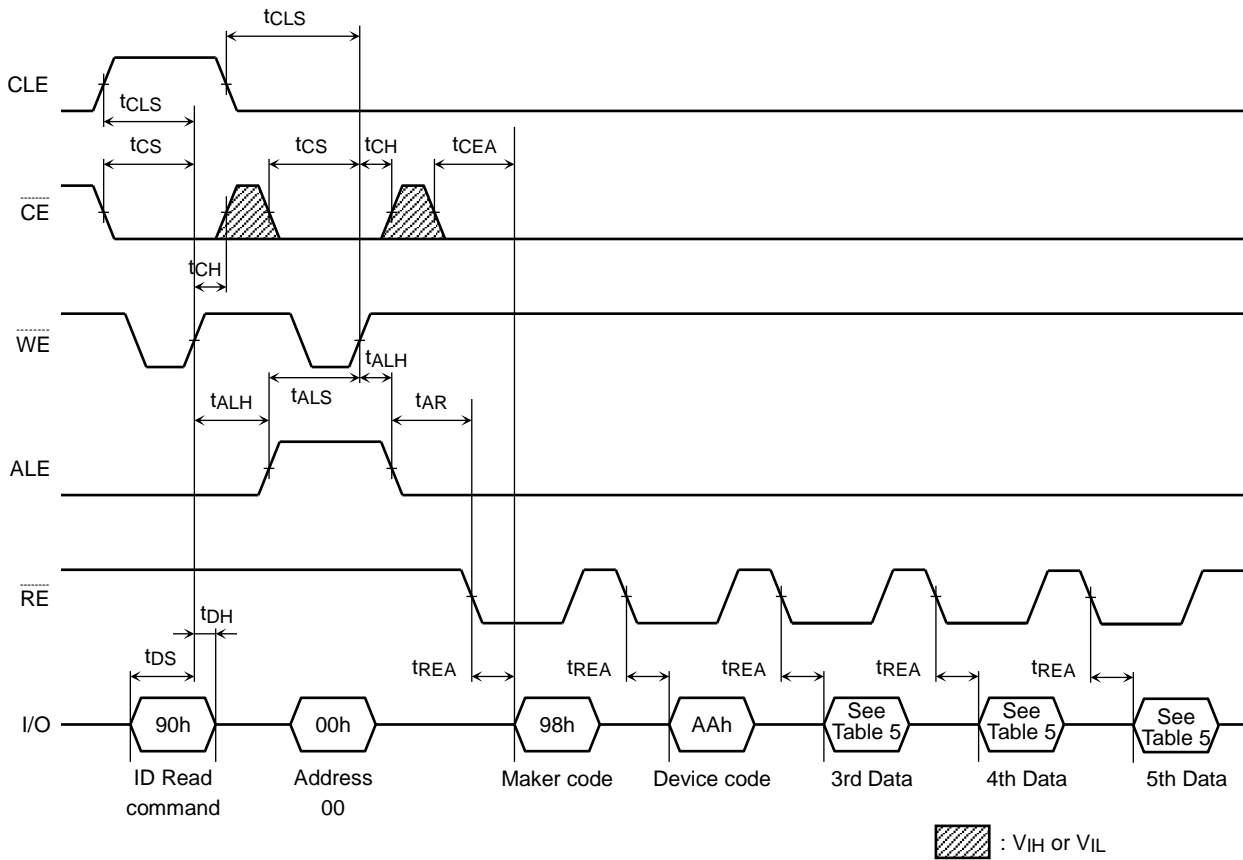 tCLS
CLE
tCLS
tCS tCS tCH tCEA
CE
tCH
WE
tALH
tALH tALS tAR
ALE
RE
tDH
tDS tREA tREA tREA tREA tREA
I/O 90h 00h 98h AAh See Table 5 See Table 5 See Table 5
ID Read command
Address 00
Maker code
Device code
3rd Data
4th Data
5th Data
: VIH or VIL